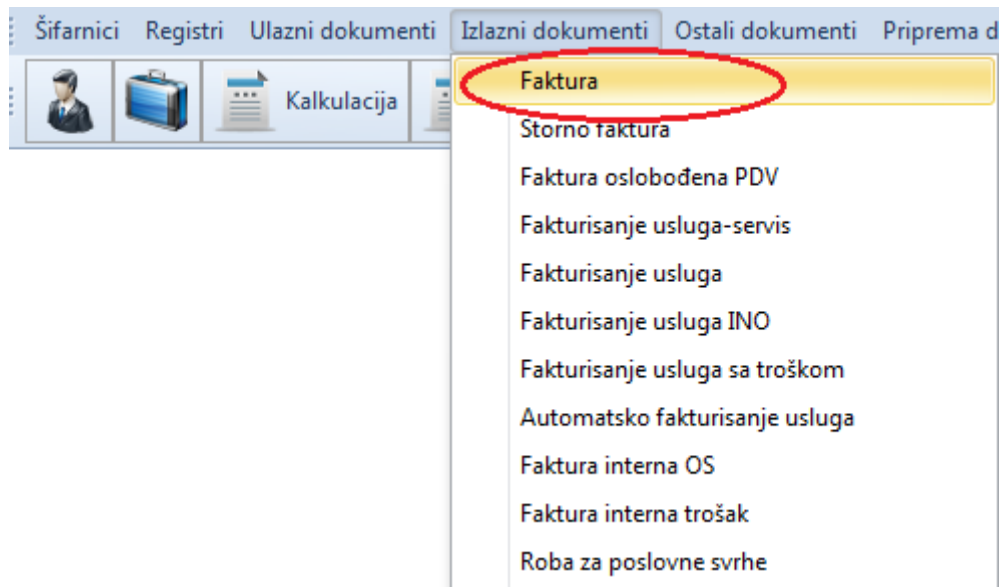 Šifarnici Registri Ulazni dokumenti Izlazni dokumenti Ostali dokumenti Priprema d
Kalkulacija
Faktura
Storno faktura
Faktura oslobođena PDV
Fakturisanje usluga-servis
Fakturisanje usluga
Fakturisanje usluga INO
Fakturisanje usluga sa troškom
Automatsko fakturisanje usluga
Faktura interna OS
Faktura interna trošak
Roba za poslovne svrhe